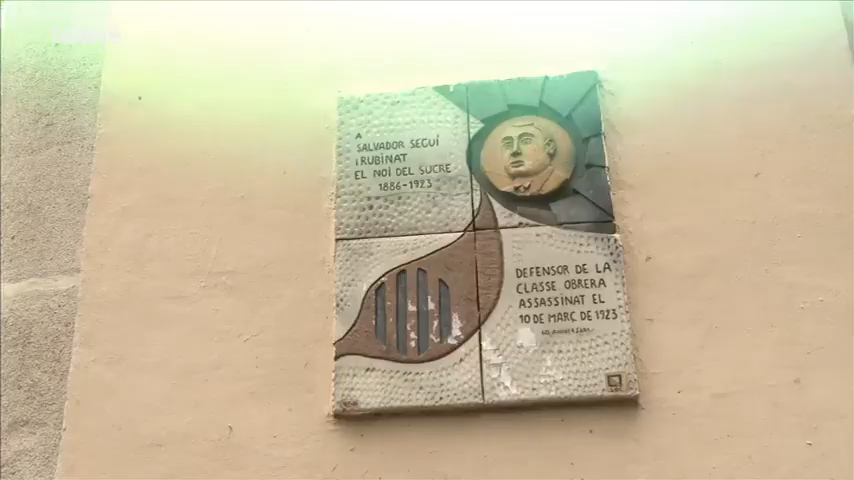 A
SALVADOR SEGUÍ
I RUBINAT
EL NOI DEL SUCRE
1886-1923
DEFENSOR DE LA
CLASSE OBRERA
ASSASSINAT EL
10 DE MARÇ DE 1923